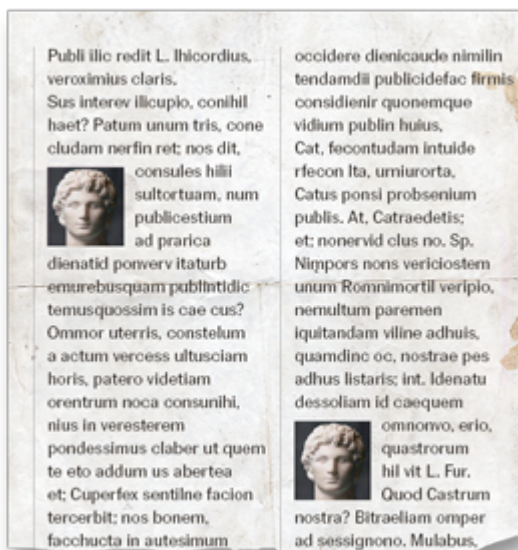 Publi ilic redit L. Ihicordius,
veroximius claris,
Sus interev ilicupio, conihil
haet? Patum unum tris, cone
cludam nerfin ret; nos dit,
consules hilii
sultortuam, num
publicestium
ad prarica
dienatid ponverv itaturb
emurebusquam publintidic
temusquossim is cae cus?
Ommor uterris, constelum
a actum vercess ultusciam
horis, patero videtiam
orentrum noca consunihi,
nius in veresterem
pondessimus claber ut quem
te eto addum us abertea
et; Cuperfex sentilne facion
tercerbit; nos bonem,
facchucta in autesimum
occidere dienicaude nimilin
tendamdii publicidefac firmis
considienir quonemque
vidium publin huius,
Cat, fecontudam intuide
rfecon Ita, urniurorta,
Catus ponsi probsenium
publis. At, Catraedetis;
et; nonervid clus no. Sp.
Nimpors nons vericiostem
unum Romnimortil veripio,
nemultum paremen
iquitandam viline adhuis,
quamdinc oc, nostrae pes
adhus listaris; int. Idenatu
dessoliam id caequem
omnonvo, erio,
quastrorum
hil vit L. Fur.
Quod Castrum
nostra? Bitraeliam omper
ad sessignono. Mulabus,